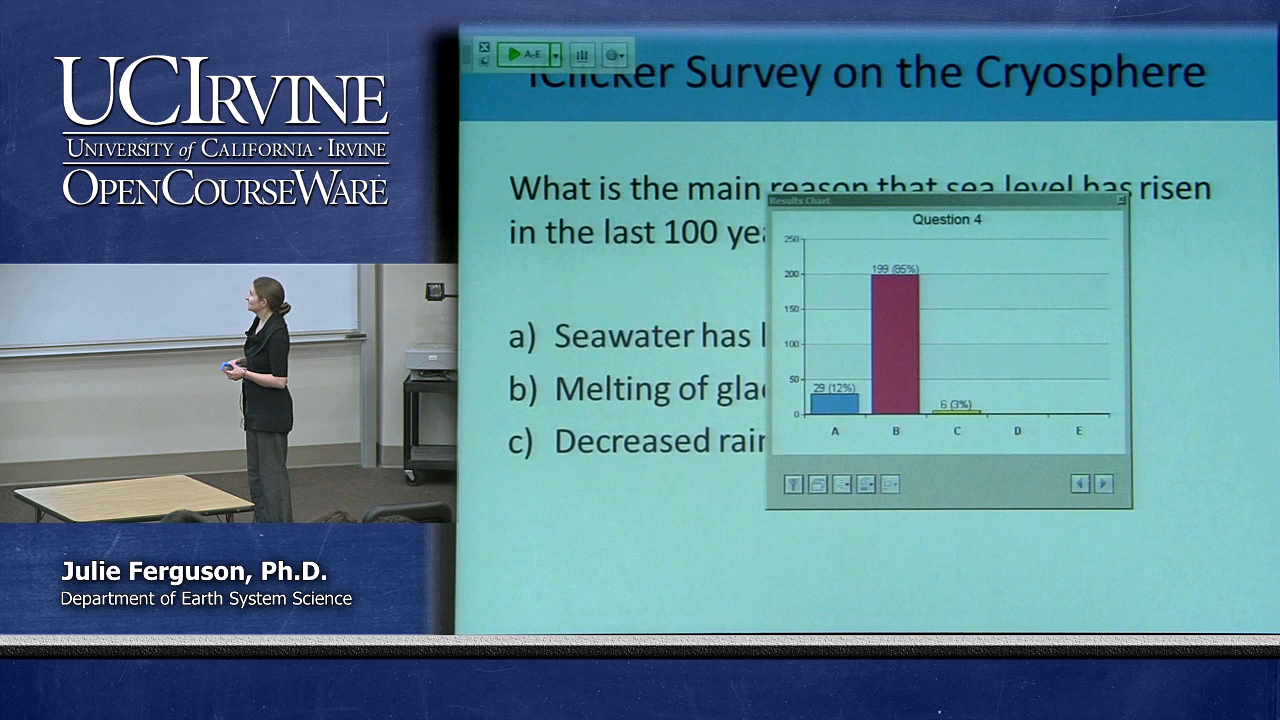 UCIRVINE
UNIVERSITY of CALIFORNIA · IRVINE
OPENCOURSEWARE
Julie Ferguson, Ph.D.
Department of Earth System Science
A-E
iClicker Survey on the Cryosphere
What is the main reason that sea level has risen
in the last 100 yea
a) Seawater has
b) Melting of gla
c) Decreased rai
Results Chart
Question 4
250
200
150
100
50
0
29 (12%)
199 (85%)
6 (3%)
A B C D E